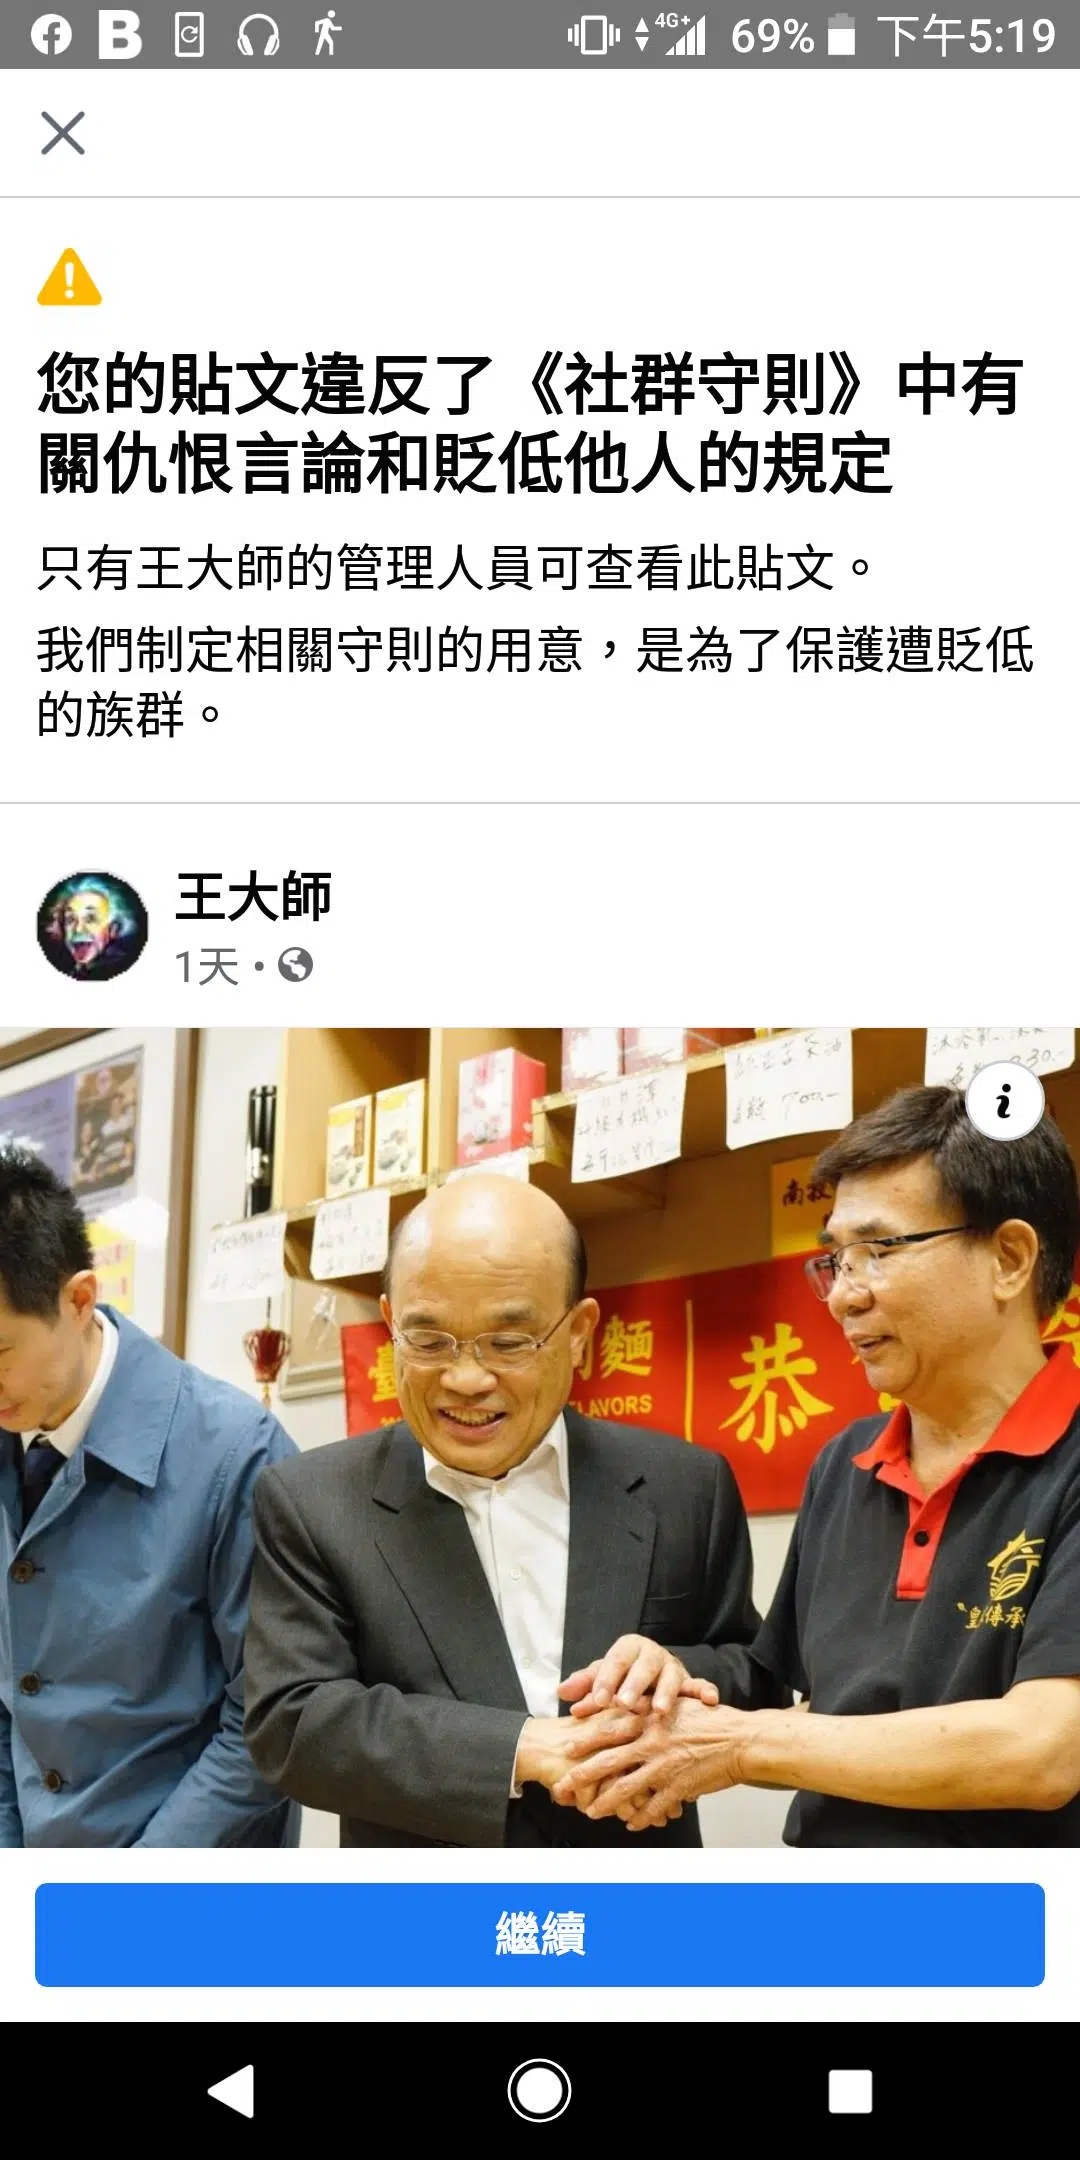 4G+ 69% 下午5:19
您的貼文違反了《社群守則》中有
關仇恨言論和貶低他人的規定
只有王大師的管理人員可查看此貼文。
我們制定相關守則的用意，是為了保護遭貶低
的族群。
王大師
1天
700-
南投
麵
恭
LAVORS
皇
傳承
繼續